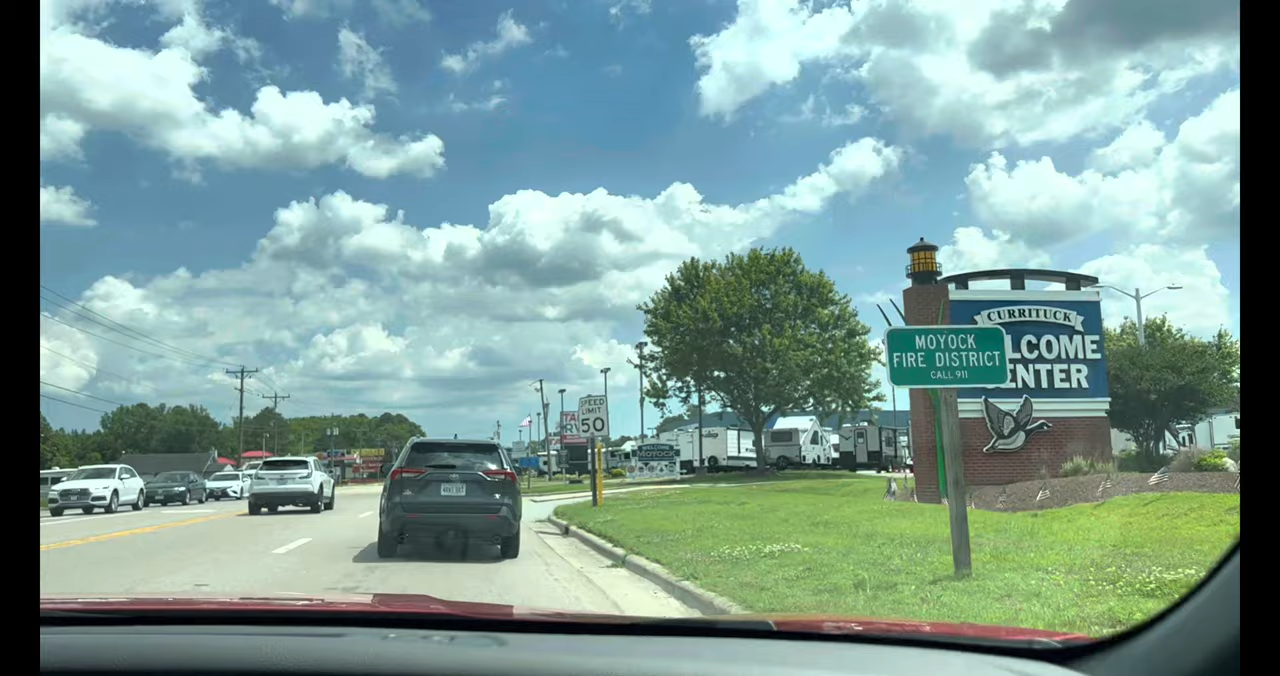 CURRITUCK
MOYOCK
FIRE DISTRICT
CALL 911
LCOME
ENTER
SPEED
LIMIT
50
WELCOME
MOYOCK